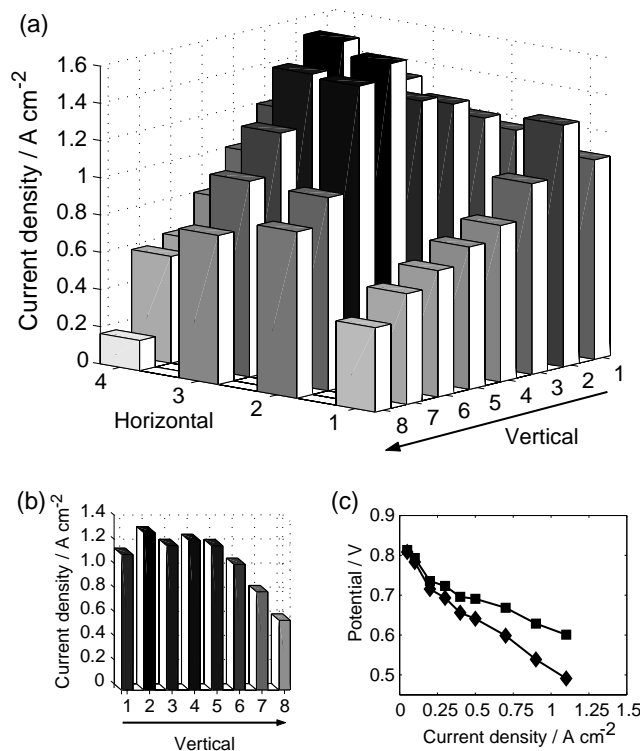 (a)
1.6
1.4
1.2
1
0.8
0.6
0.4
0.2
0
Current density / A cm-2
4
3
2
1
Horizontal
8
7
6
5
4
3
2
1
Vertical
(b)
1.4
1.2
1.0
0.8
0.6
0.4
0.2
0
Current density / A cm-2
1 2 3 4 5 6 7 8
Vertical
(c)
0.9
0.8
0.7
0.6
0.5
Potential / V
0 0.25 0.5 0.75 1 1.25 1.5
Current density / A cm-2